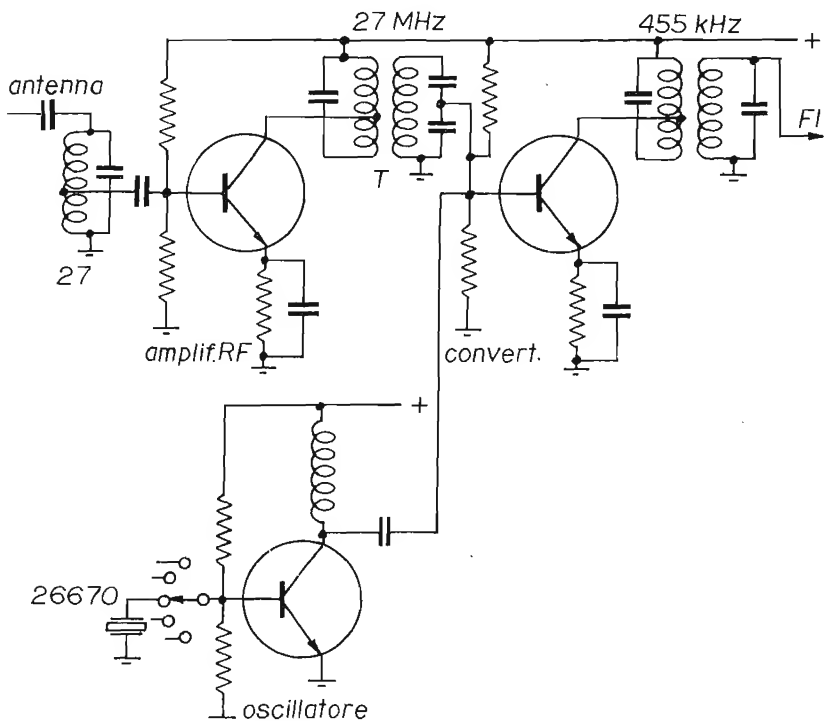 27 MHz
455 kHz
+
antenna
FI
T
27
amplif.RF
convert.
+
26670
oscillatore